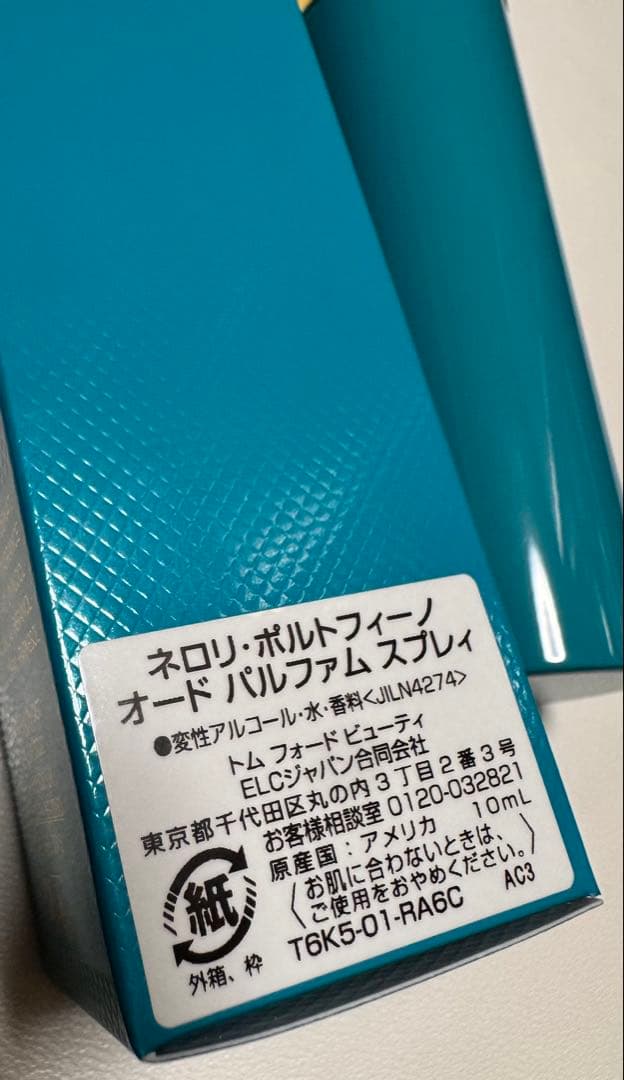 ネロリ・ポルトフィーノ
オード パルファム スプレィ
●変性アルコール・水・香料<JILN4274>
トム フォード ビューティ
ELCジャパン合同会社
東京都千代田区丸の内3丁目2番3号
お客様相談室 0120-032821
原産国：アメリカ 10mL
〈お肌に合わないときは、
ご使用をおやめください。〉
紙
外箱、枠
T6K5-01-RA6C AC3